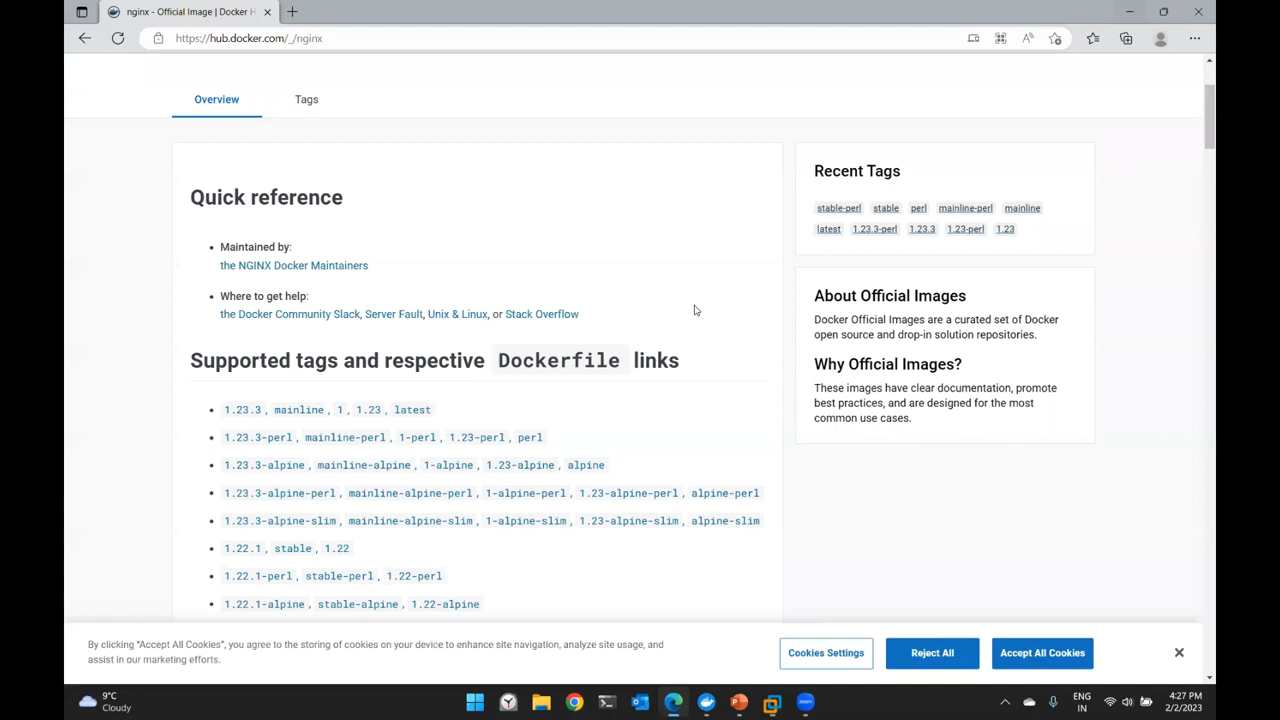 nginx - Official Image | Docker H
https://hub.docker.com/_/nginx
Overview
Tags
Quick reference
Maintained by:
the NGINX Docker Maintainers
Where to get help:
the Docker Community Slack, Server Fault, Unix & Linux, or Stack Overflow
Supported tags and respective Dockerfile links
1.23.3, mainline, 1, 1.23, latest
1.23.3-perl, mainline-perl, 1-perl, 1.23-perl, perl
1.23.3-alpine, mainline-alpine, 1-alpine, 1.23-alpine, alpine
1.23.3-alpine-perl, mainline-alpine-perl, 1-alpine-perl, 1.23-alpine-perl, alpine-perl
1.23.3-alpine-slim, mainline-alpine-slim, 1-alpine-slim, 1.23-alpine-slim, alpine-slim
1.22.1, stable, 1.22
1.22.1-perl, stable-perl, 1.22-perl
1.22.1-alpine, stable-alpine, 1.22-alpine
Recent Tags
stable-perl stable perl mainline-perl mainline
latest 1.23.3-perl 1.23.3 1.23-perl 1.23
About Official Images
Docker Official Images are a curated set of Docker
open source and drop-in solution repositories.
Why Official Images?
These images have clear documentation, promote
best practices, and are designed for the most
common use cases.
By clicking “Accept All Cookies”, you agree to the storing of cookies on your device to enhance site navigation, analyze site usage, and
assist in our marketing efforts.
Cookies Settings
Reject All
Accept All Cookies
9°C
Cloudy
ENG
IN
4:27 PM
2/2/2023